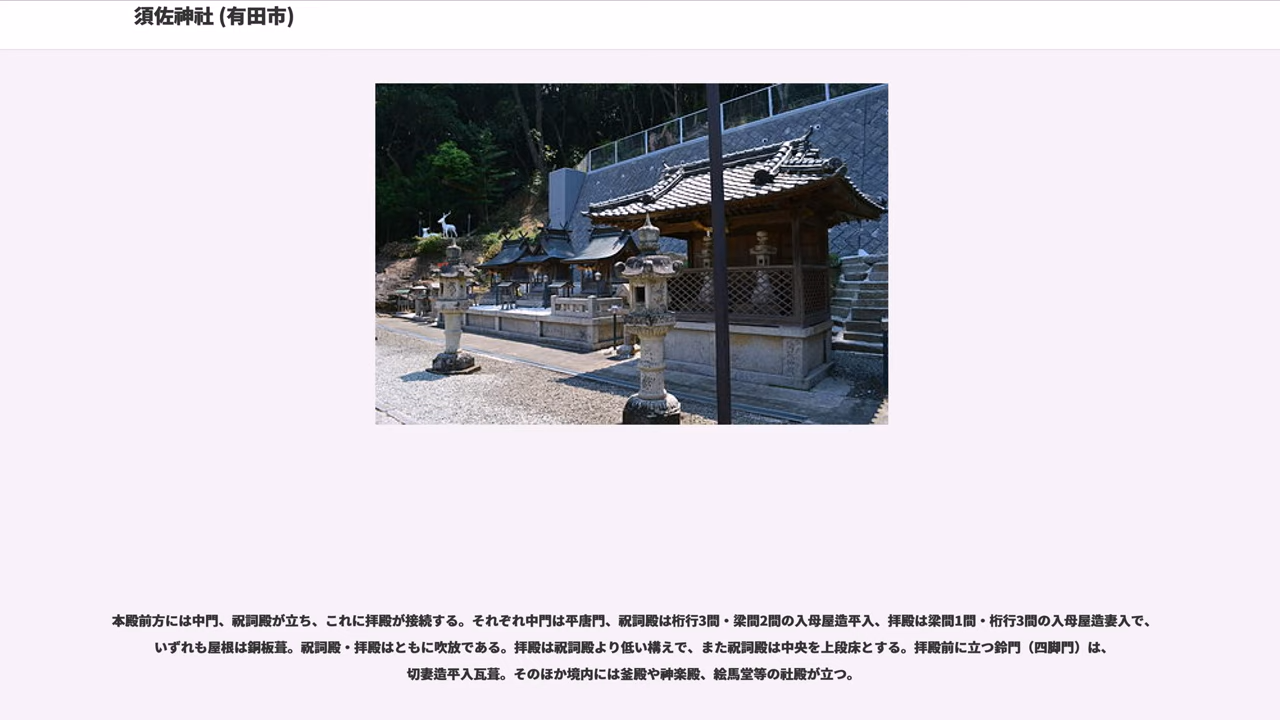 須佐神社 (有田市)
本殿前方には中門、祝詞殿が立ち、これに拝殿が接続する。それぞれ中門は平唐門、祝詞殿は桁行3間・梁間2間の入母屋造平入、拝殿は梁間1間・桁行3間の入母屋造妻入で、
いずれも屋根は銅板葺。祝詞殿・拝殿はともに吹放である。拝殿は祝詞殿より低い構えで、また祝詞殿は中央を上段床とする。拝殿前に立つ鈴門（四脚門）は、
切妻造平入瓦葺。そのほか境内には釜殿や神楽殿、絵馬堂等の社殿が立つ。